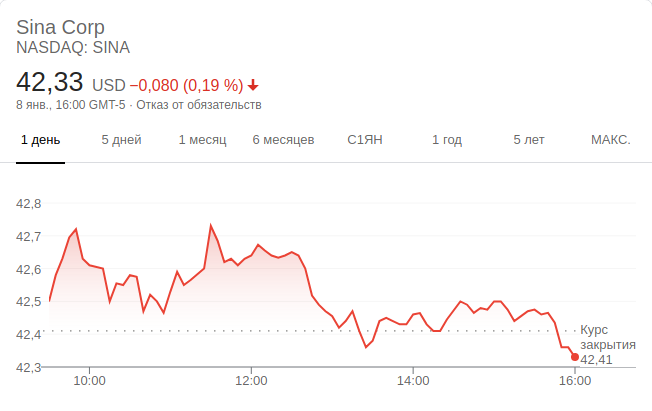 Sina Corp
NASDAQ: SINA
42,33 USD −0,080 (0,19 %)
8 янв., 16:00 GMT-5 · Отказ от обязательств
1 день 5 дней 1 месяц 6 месяцев С1ЯН 1 год 5 лет МАКС.
42,8
42,7
42,6
42,5
42,4
Курс
закрытия
42,41
42,3
10:00 12:00 14:00 16:00